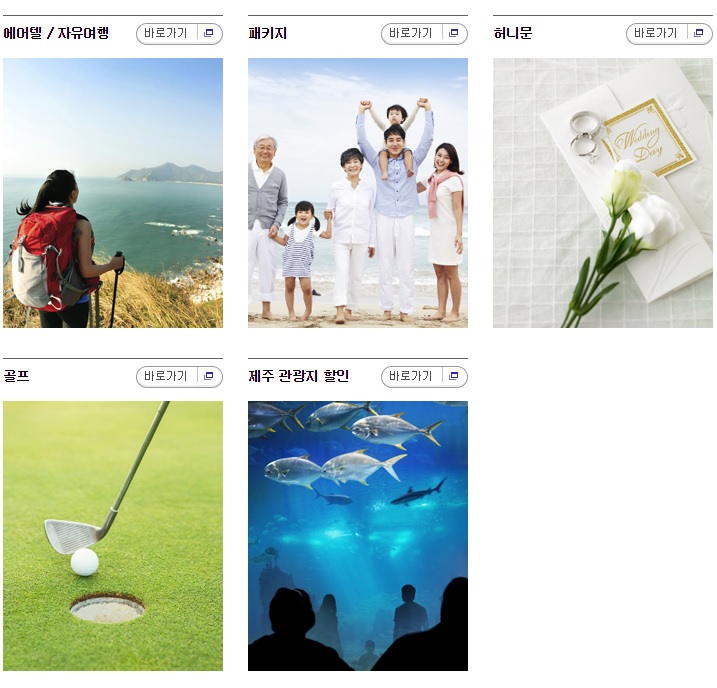 에어텔 / 자유여행 바로가기
패키지 바로가기
허니문 바로가기
Wedding
Day
골프 바로가기
제주 관광지 할인 바로가기